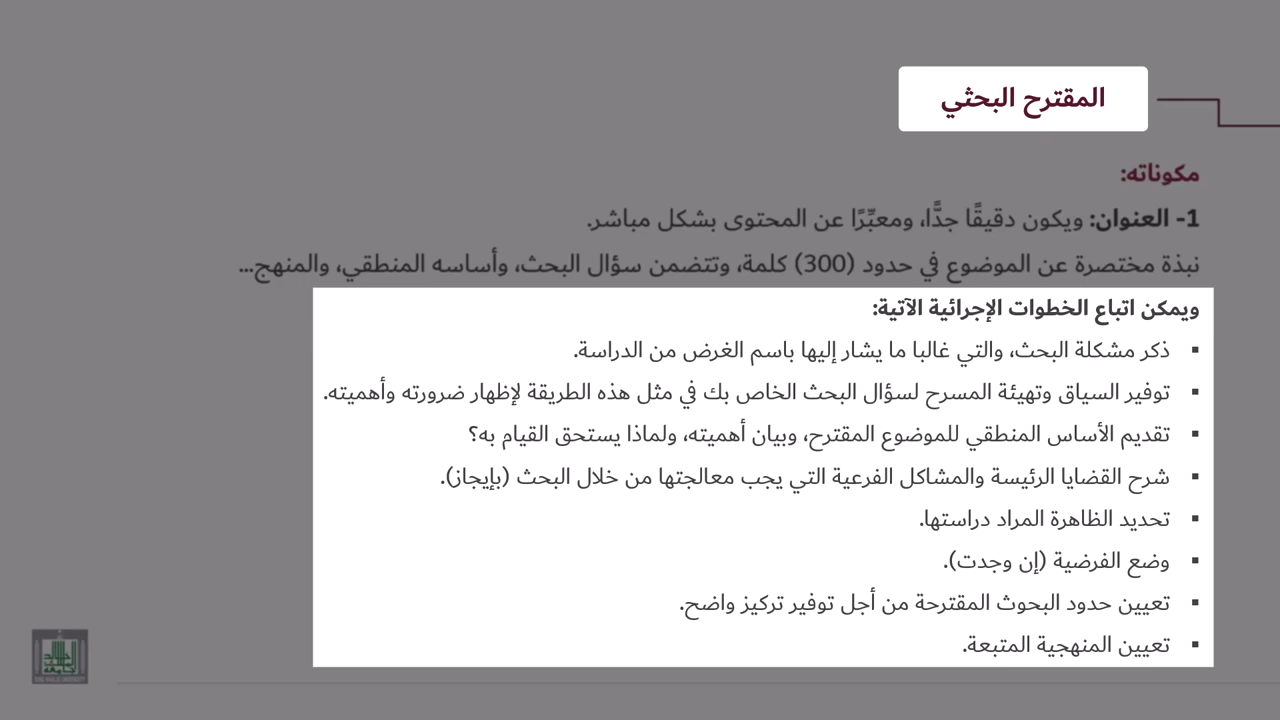 المقترح البحثي
مكوناته:
1- العنوان: ويكون دقيقًا جدًّا، ومعبِّرًا عن المحتوى بشكل مباشر.
نبذة مختصرة عن الموضوع في حدود (300) كلمة، وتتضمن سؤال البحث، وأساسه المنطقي، والمنهج...
ويمكن اتباع الخطوات الإجرائية الآتية:
▪ ذكر مشكلة البحث، والتي غالبا ما يشار إليها باسم الغرض من الدراسة.
▪ توفير السياق وتهيئة المسرح لسؤال البحث الخاص بك في مثل هذه الطريقة لإظهار ضرورته وأهميته.
▪ تقديم الأساس المنطقي للموضوع المقترح، وبيان أهميته، ولماذا يستحق القيام به؟
▪ شرح القضايا الرئيسة والمشاكل الفرعية التي يجب معالجتها من خلال البحث (بإيجاز).
▪ تحديد الظاهرة المراد دراستها.
▪ وضع الفرضية (إن وجدت).
▪ تعيين حدود البحوث المقترحة من أجل توفير تركيز واضح.
▪ تعيين المنهجية المتبعة.